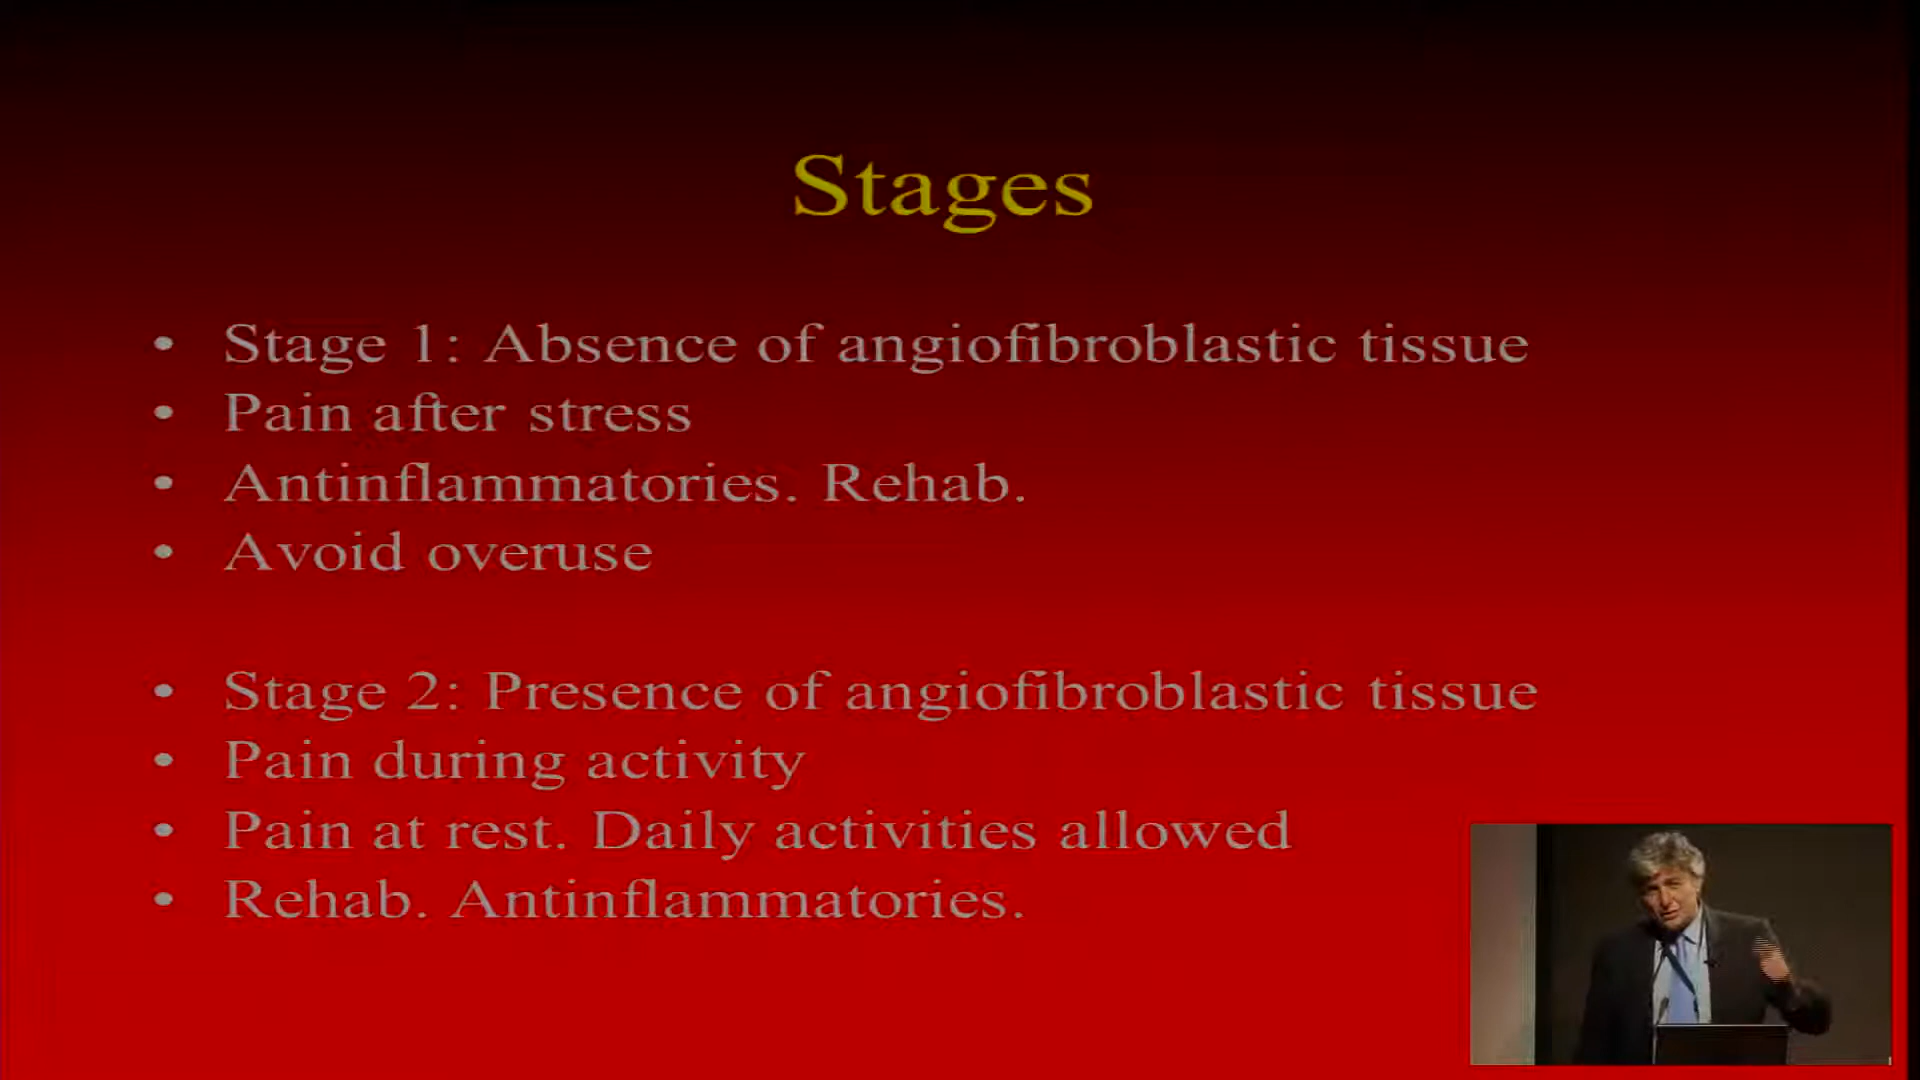 Stages
• Stage 1: Absence of angiofibroblastic tissue
• Pain after stress
• Antinflammatories. Rehab.
• Avoid overuse
• Stage 2: Presence of angiofibroblastic tissue
• Pain during activity
• Pain at rest. Daily activities allowed
• Rehab. Antinflammatories.